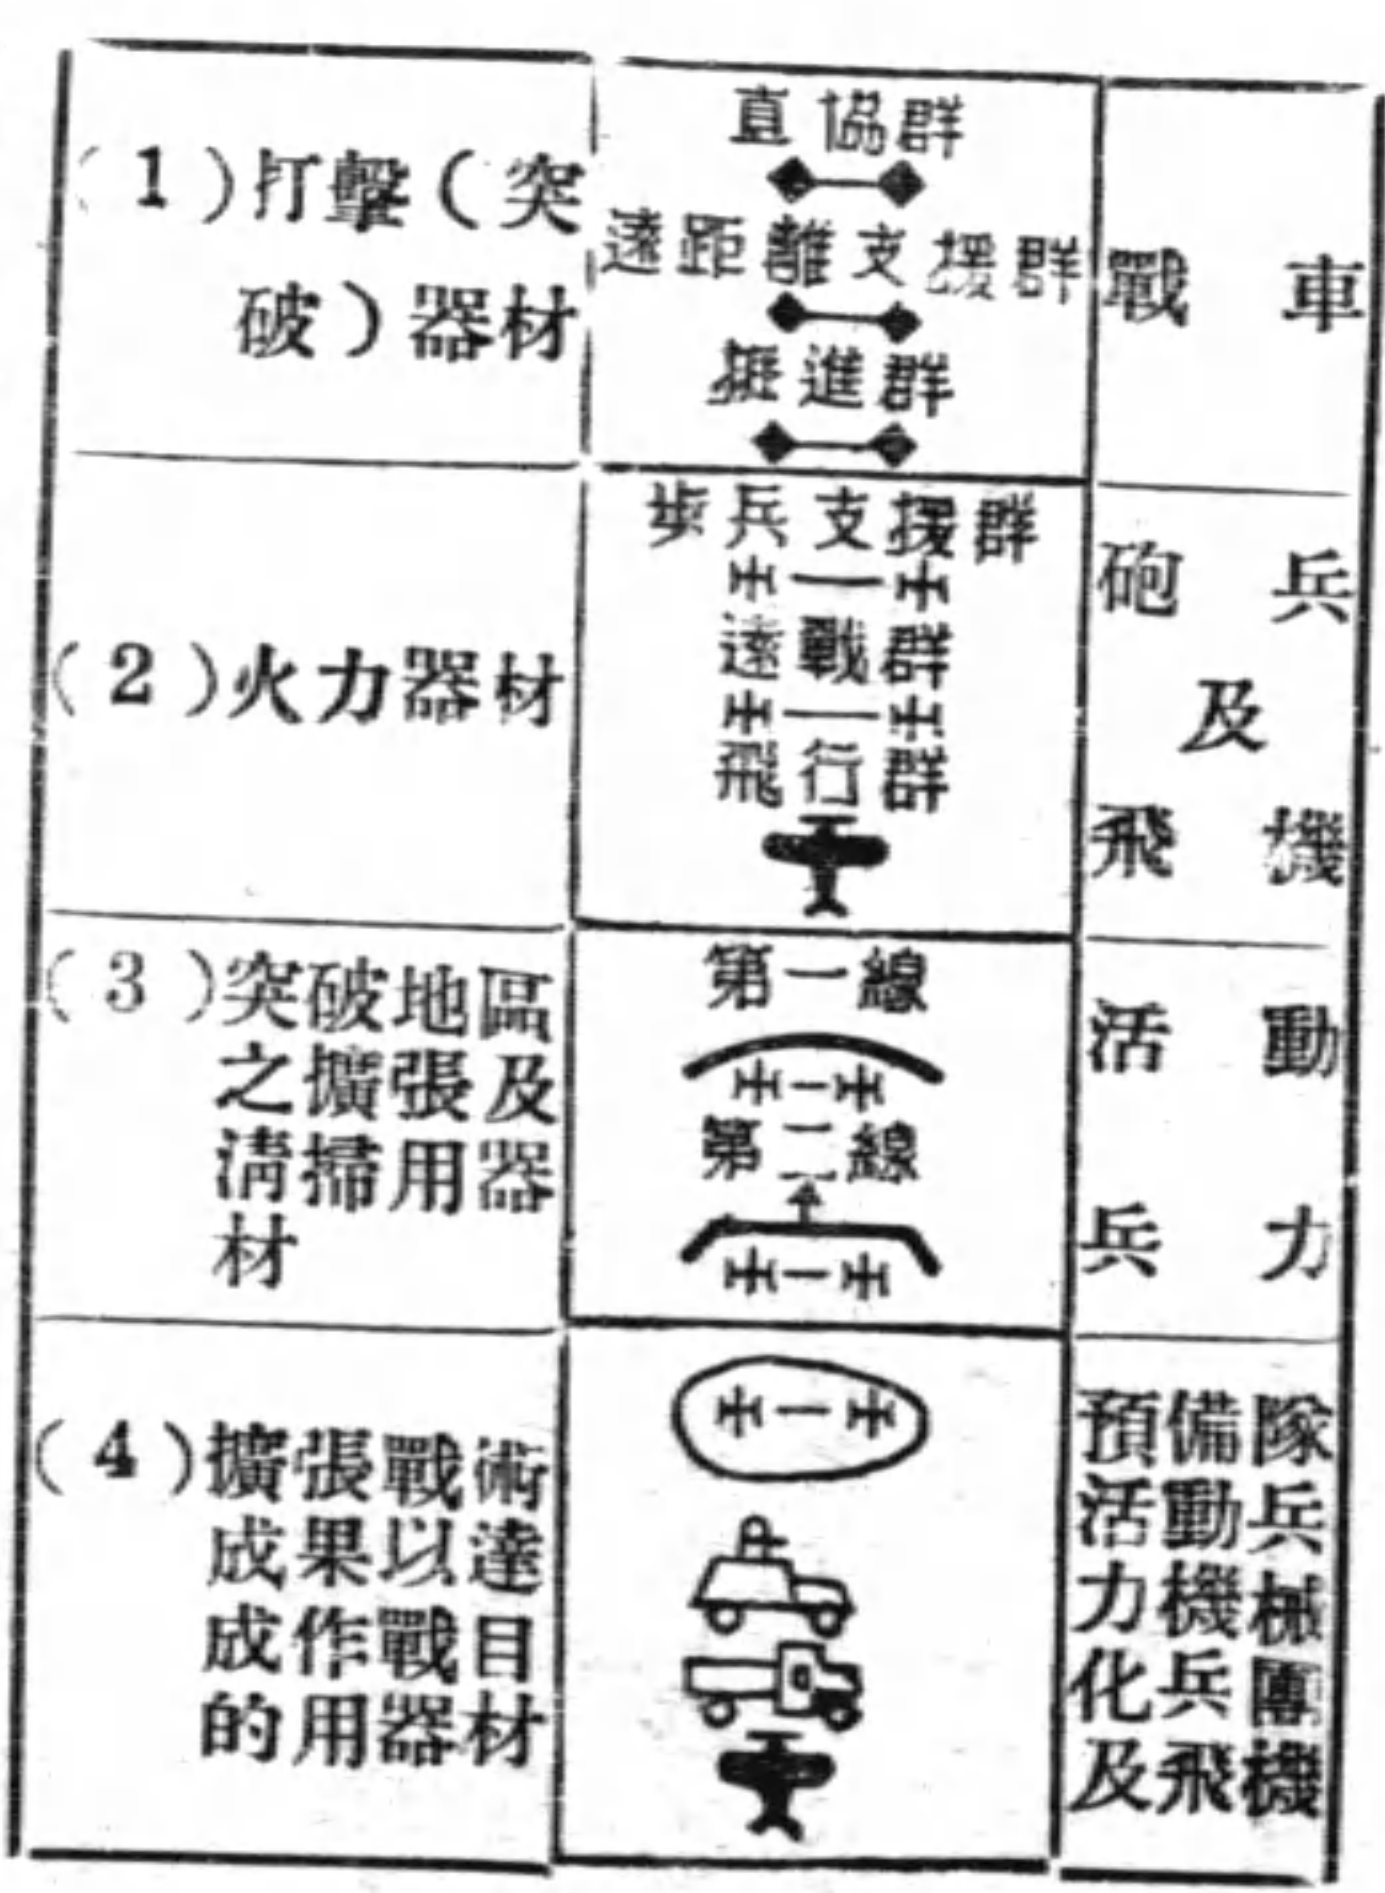 (1)打擊(突
破)器材
直協群
遠距離支援群
挺進群
戰車
(2)火力器材
步兵支援群
遠戰群
飛行群
砲兵
及
飛機
(3)突破地區
之擴張及
清掃用器
材
第一線
第二線
活動
兵力
(4)擴張戰術
成果以達
成作戰目
的用器材
預備隊
活動兵
力機械
化兵團
及飛機